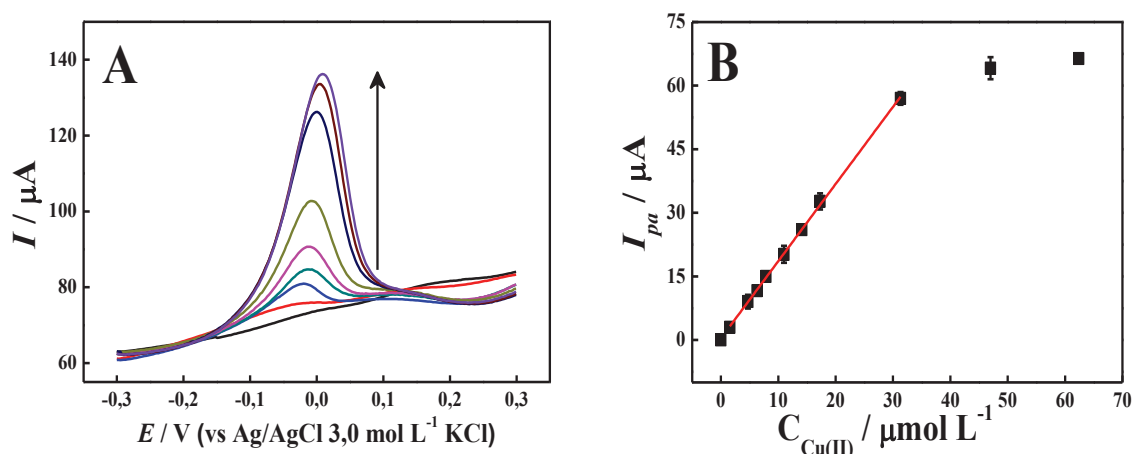 A
I / μA
140
120
100
80
60
-0,3 -0,2 -0,1 0,0 0,1 0,2 0,3
E / V (vs Ag/AgCl 3,0 mol L⁻¹ KCl)
B
I_pa / μA
75
60
45
30
15
0
0 10 20 30 40 50 60 70
C_Cu(II) / μmol L⁻¹